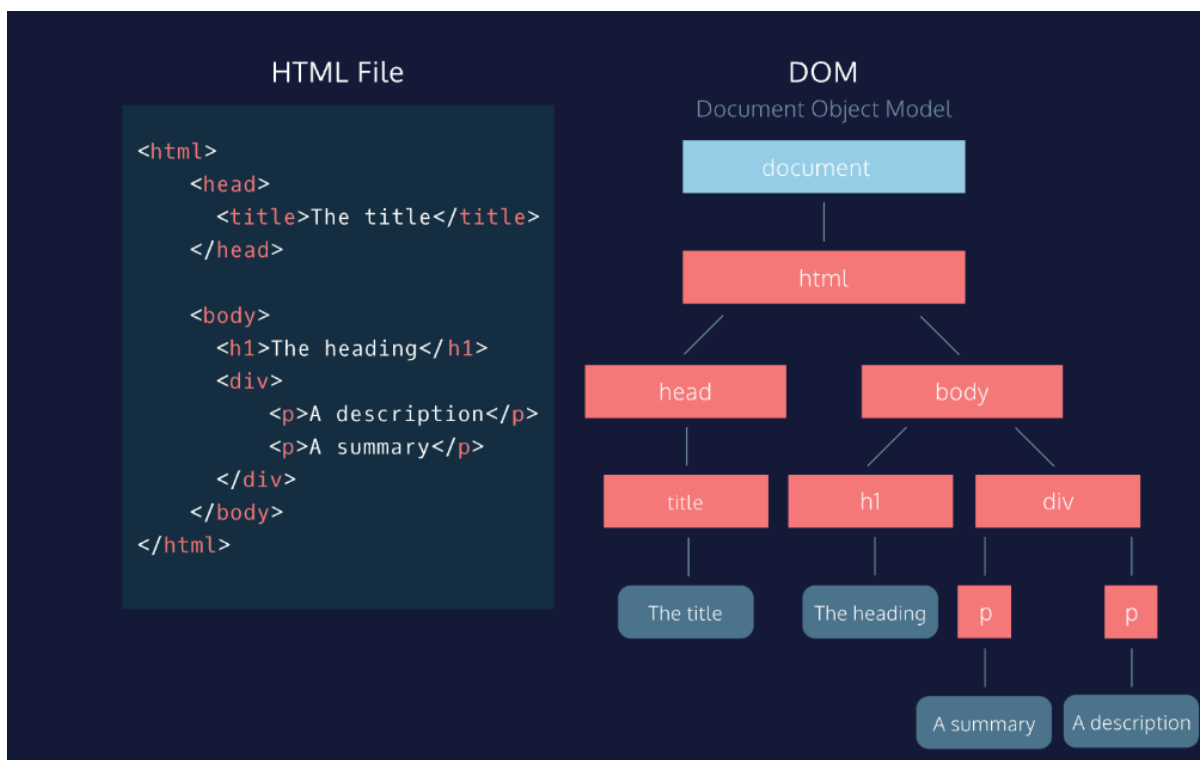 HTML File
<html>
<head>
<title>The title</title>
</head>
<body>
<h1>The heading</h1>
<div>
<p>A description</p>
<p>A summary</p>
</div>
</body>
</html>
DOM
Document Object Model
document
html
head
body
title
h1
div
The title
The heading
p
p
A summary
A description